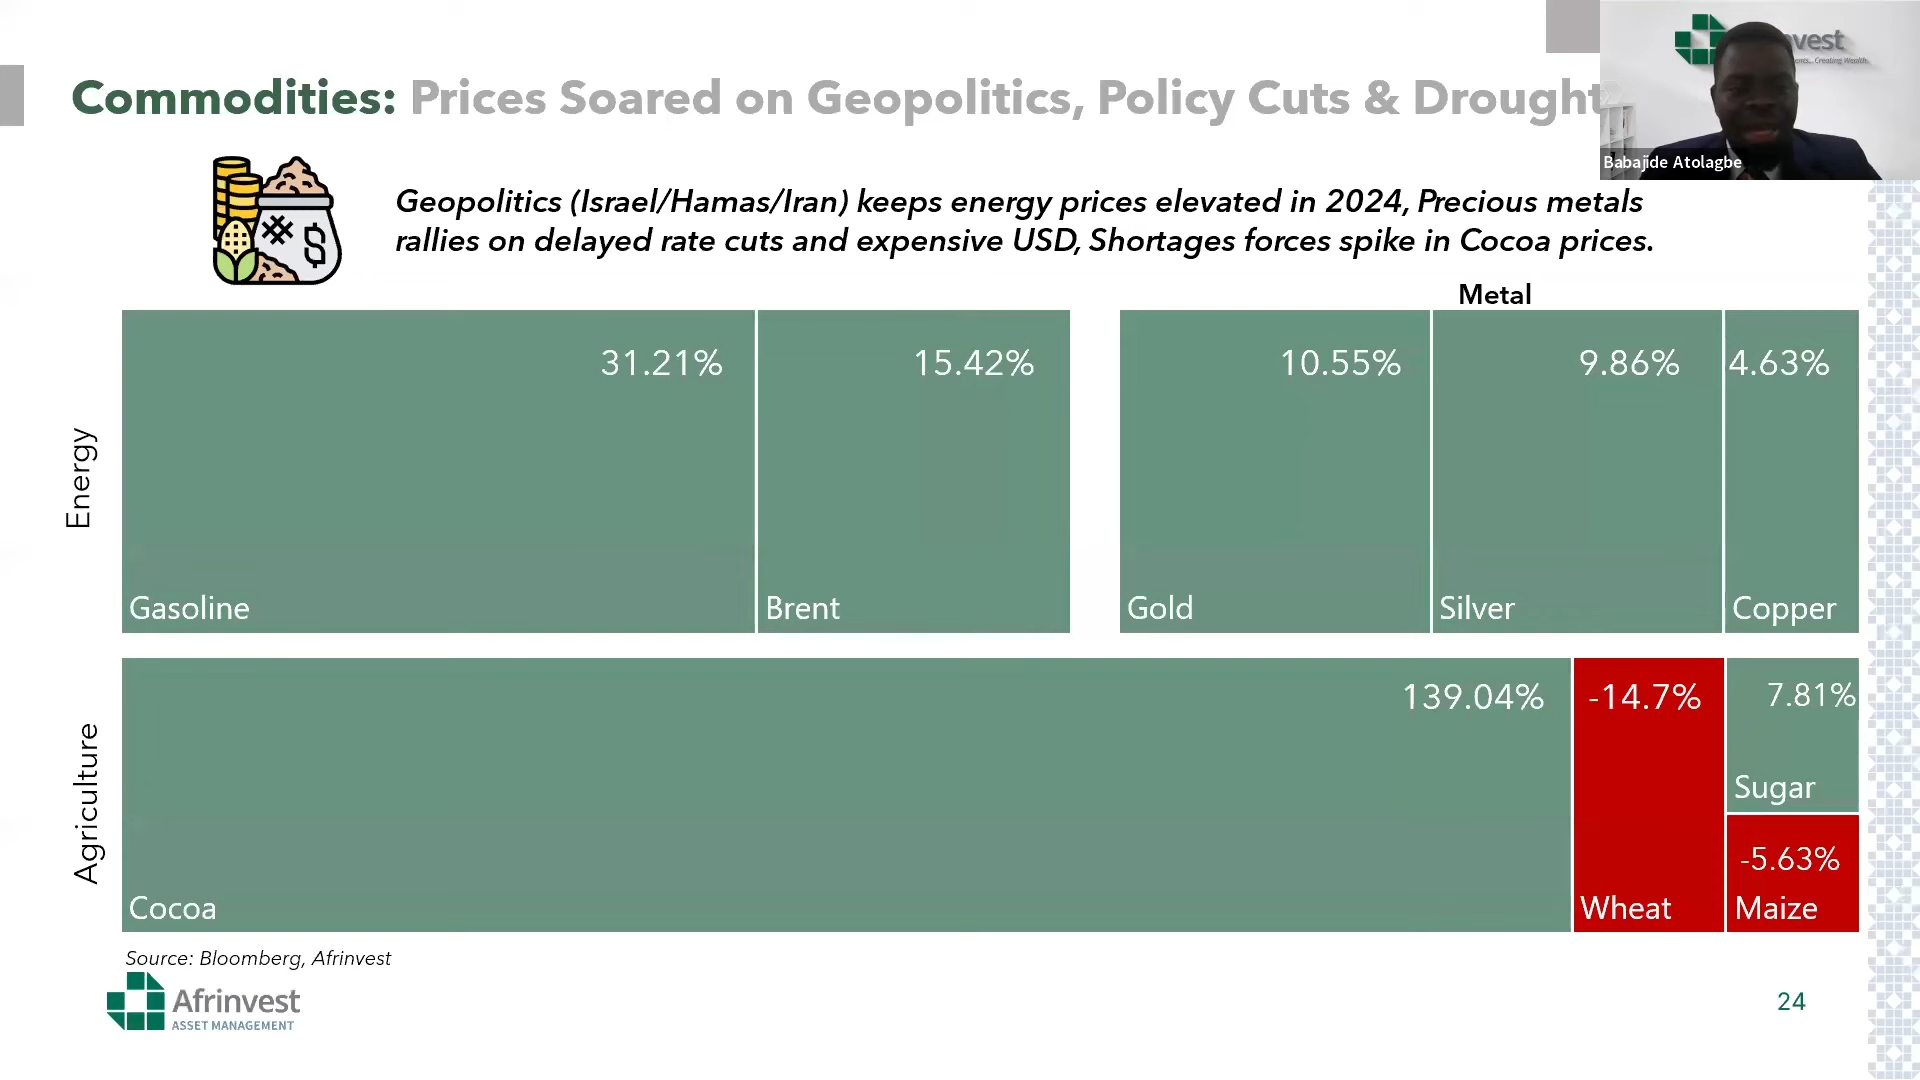 Commodities: Prices Soared on Geopolitics, Policy Cuts & Drought
vest
Creating Wealth.
Babajide Atolagbe
Geopolitics (Israel/Hamas/Iran) keeps energy prices elevated in 2024, Precious metals
rallies on delayed rate cuts and expensive USD, Shortages forces spike in Cocoa prices.
Metal
Energy
31.21%
Gasoline
15.42%
Brent
10.55%
Gold
9.86%
Silver
4.63%
Copper
Agriculture
139.04%
Cocoa
-14.7%
Wheat
7.81%
Sugar
-5.63%
Maize
Source: Bloomberg, Afrinvest
Afrinvest
ASSET MANAGEMENT
24